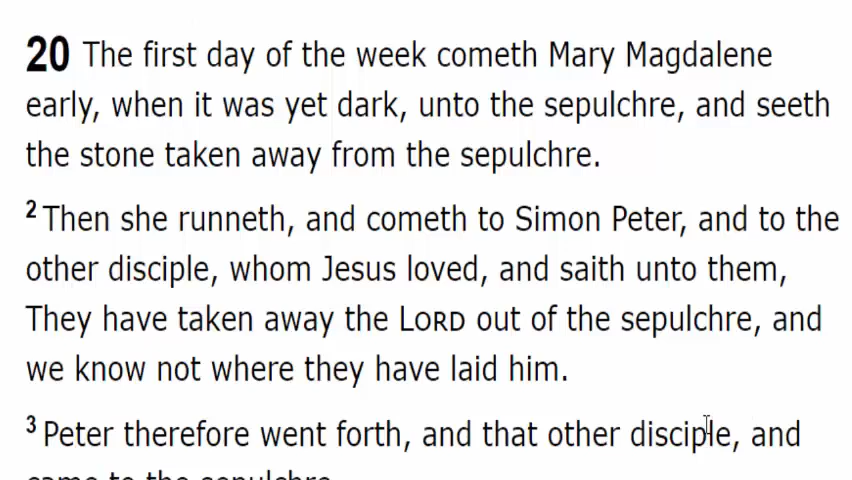 20 The first day of the week cometh Mary Magdalene
early, when it was yet dark, unto the sepulchre, and seeth
the stone taken away from the sepulchre.
2 Then she runneth, and cometh to Simon Peter, and to the
other disciple, whom Jesus loved, and saith unto them,
They have taken away the LORD out of the sepulchre, and
we know not where they have laid him.
3 Peter therefore went forth, and that other disciple, and
came to the sepulchre.